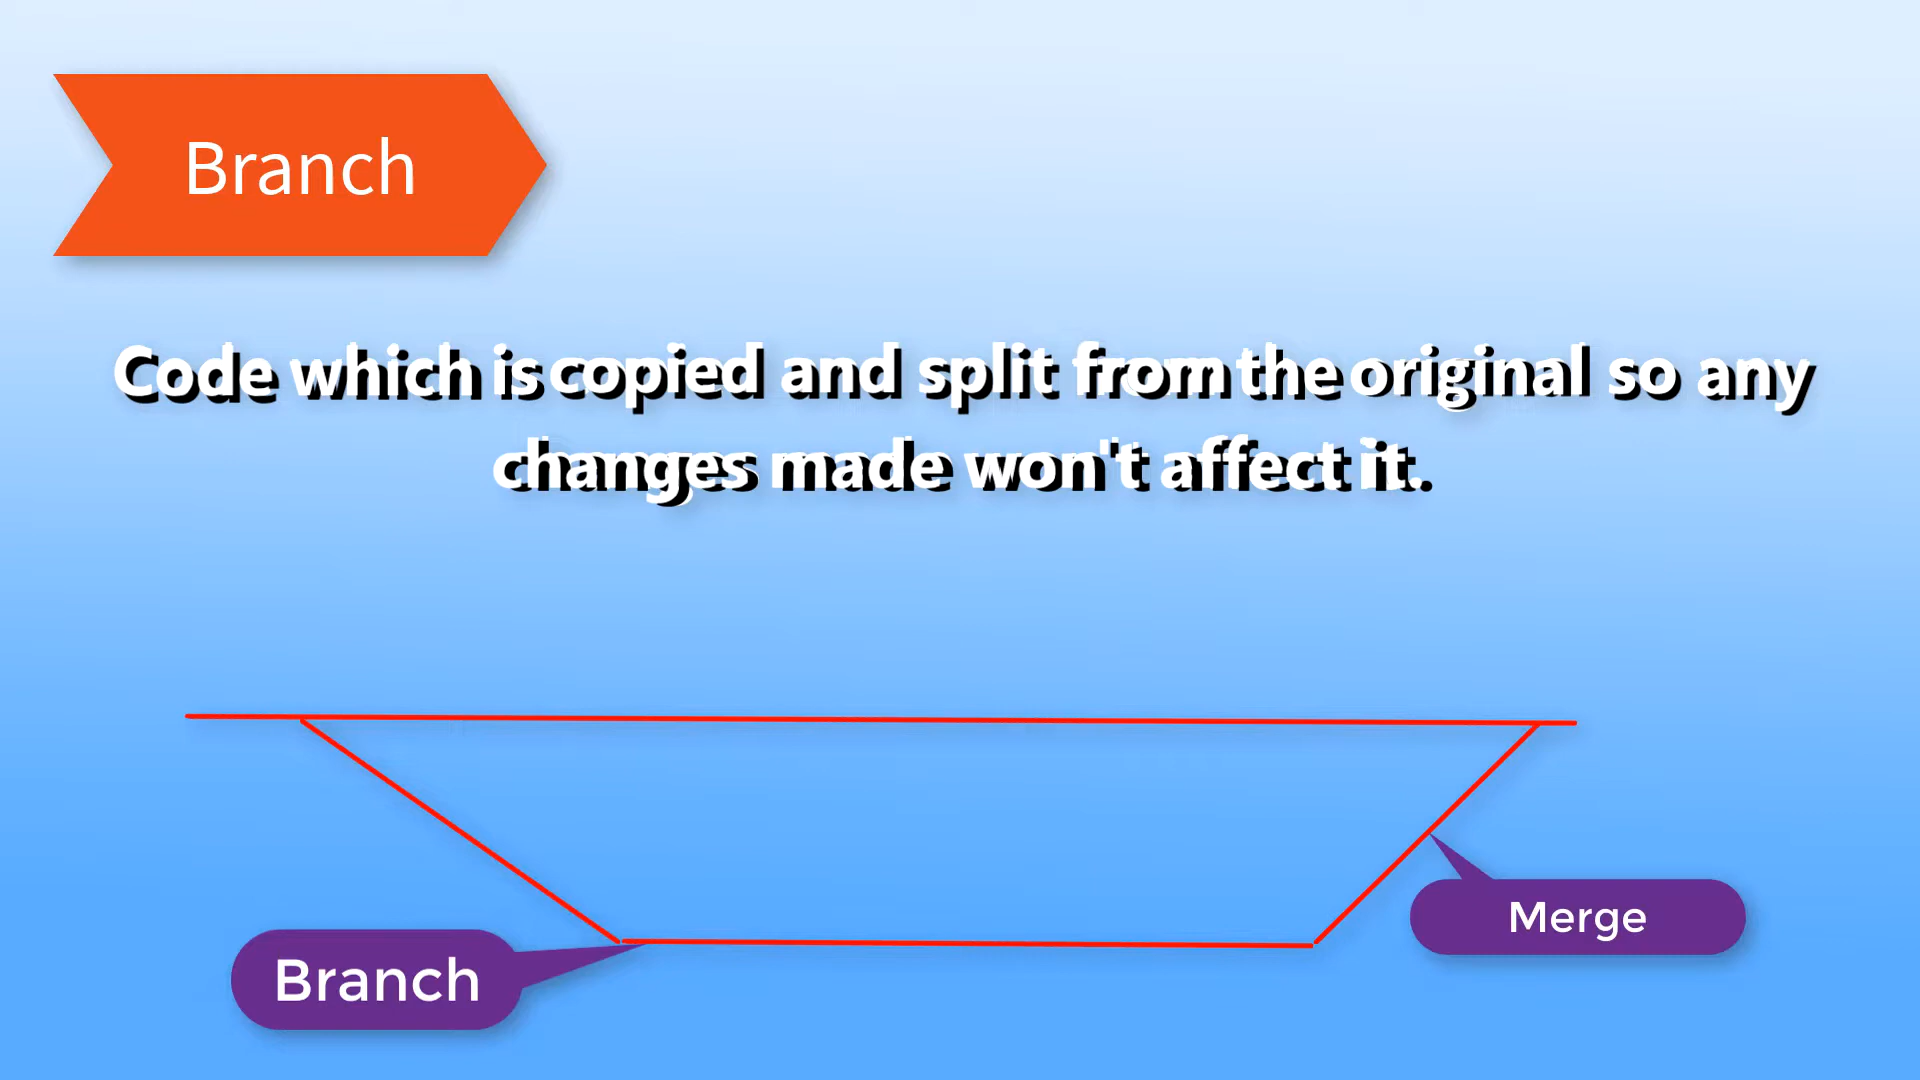 Branch
Code which is copied and split from the original so any
changes made won't affect it.
Merge
Branch